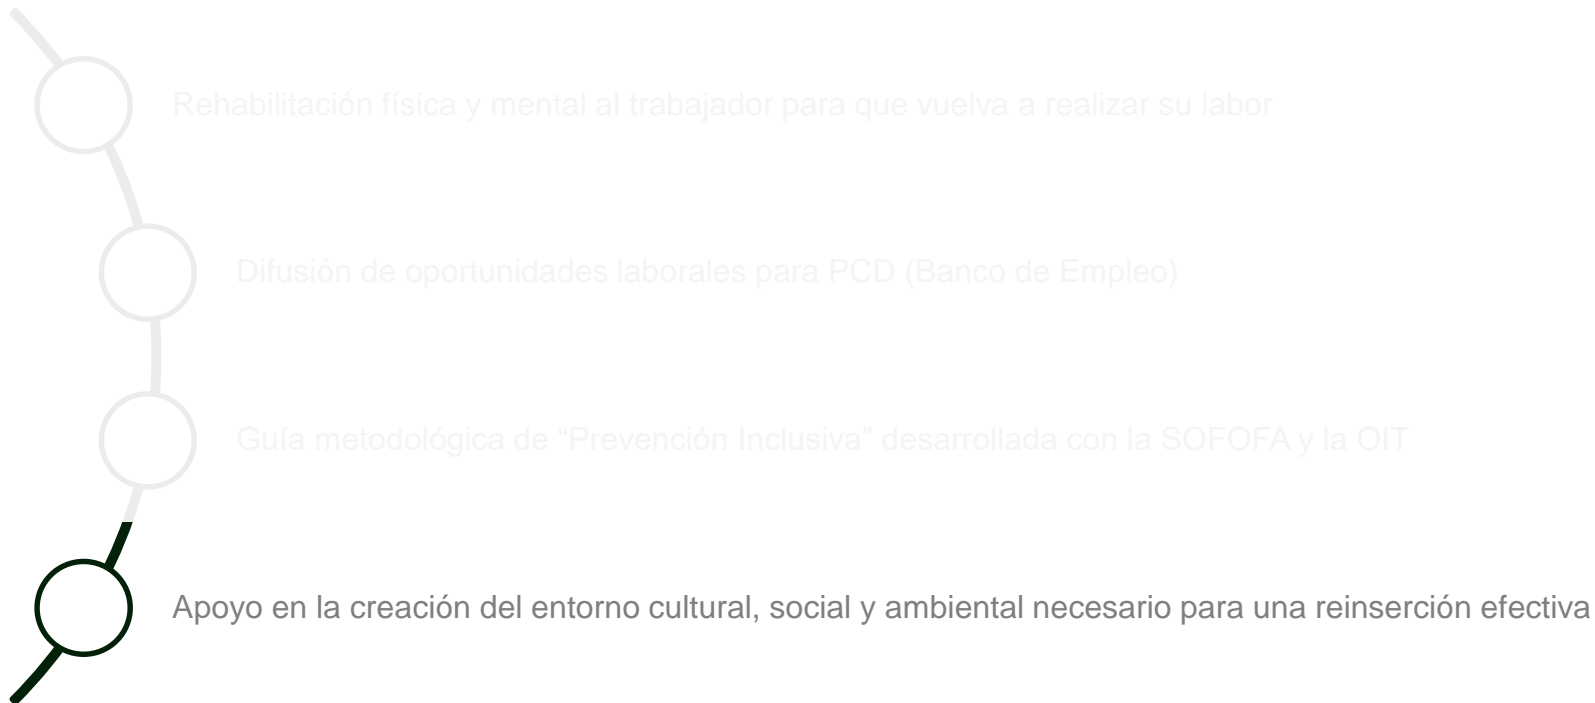 Rehabilitación física y mental al trabajador para que vuelva a realizar su labor
Difusión de oportunidades laborales para PCD (Banco de Empleo)
Guía metodológica de “Prevención Inclusiva” desarrollada con la SOFOFA y la OIT
Apoyo en la creación del entorno cultural, social y ambiental necesario para una reinserción efectiva